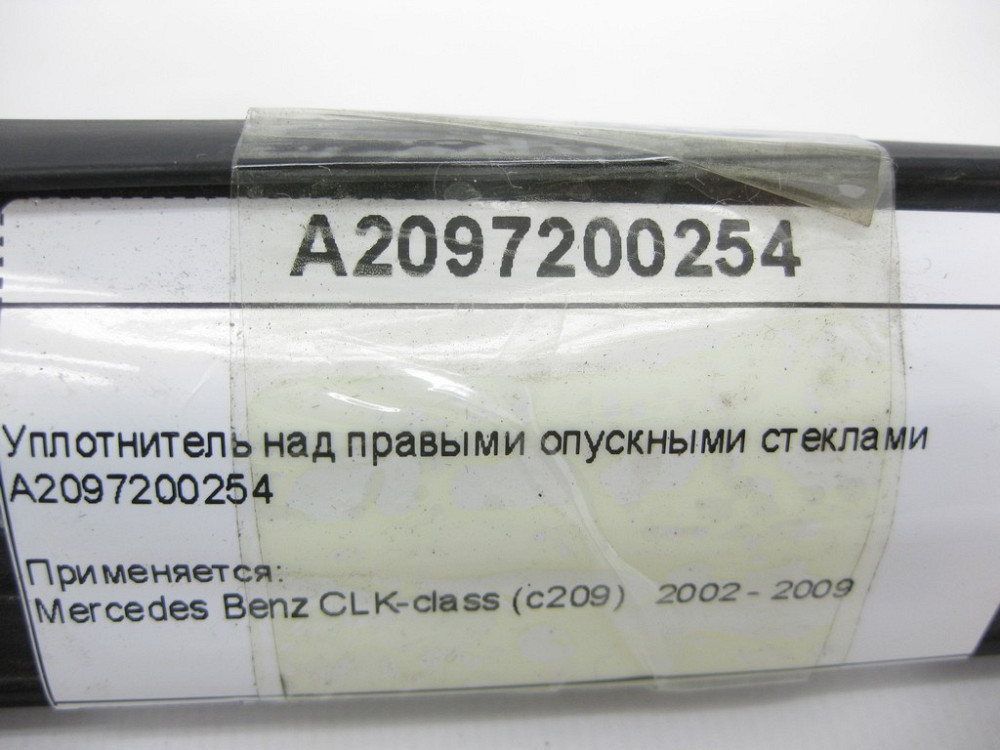 A2097200254
Уплотнитель над правыми опускными стеклами
A2097200254
Применяется:
Mercedes Benz CLK-class (c209) 2002 - 2009